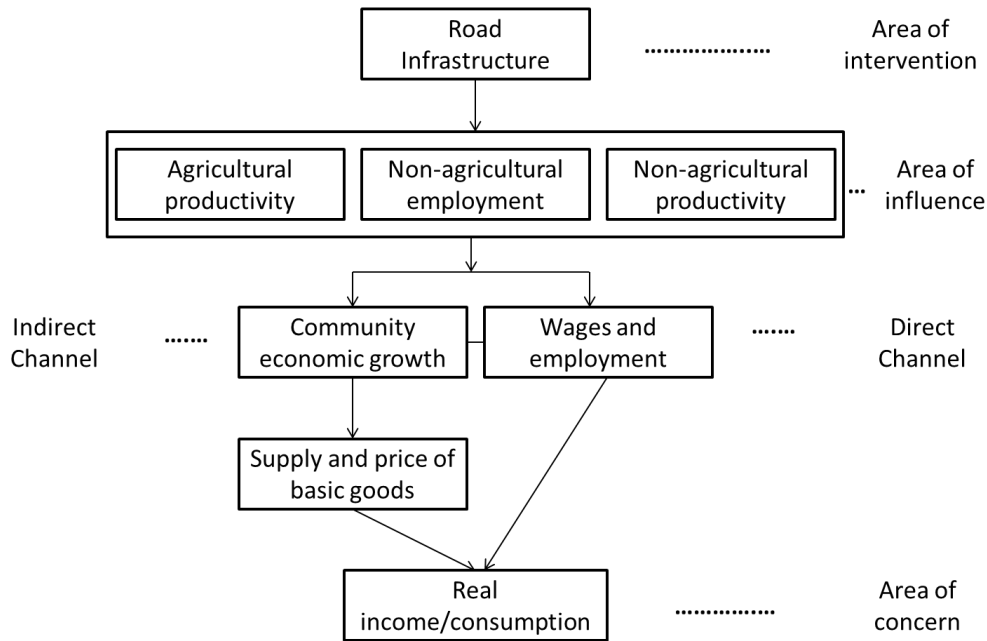 Road
Infrastructure
Area of
intervention
Agricultural
productivity
Non-agricultural
employment
Non-agricultural
productivity
Area of
influence
Indirect
Channel
Community
economic growth
Wages and
employment
Direct
Channel
Supply and price of
basic goods
Real
income/consumption
Area of
concern